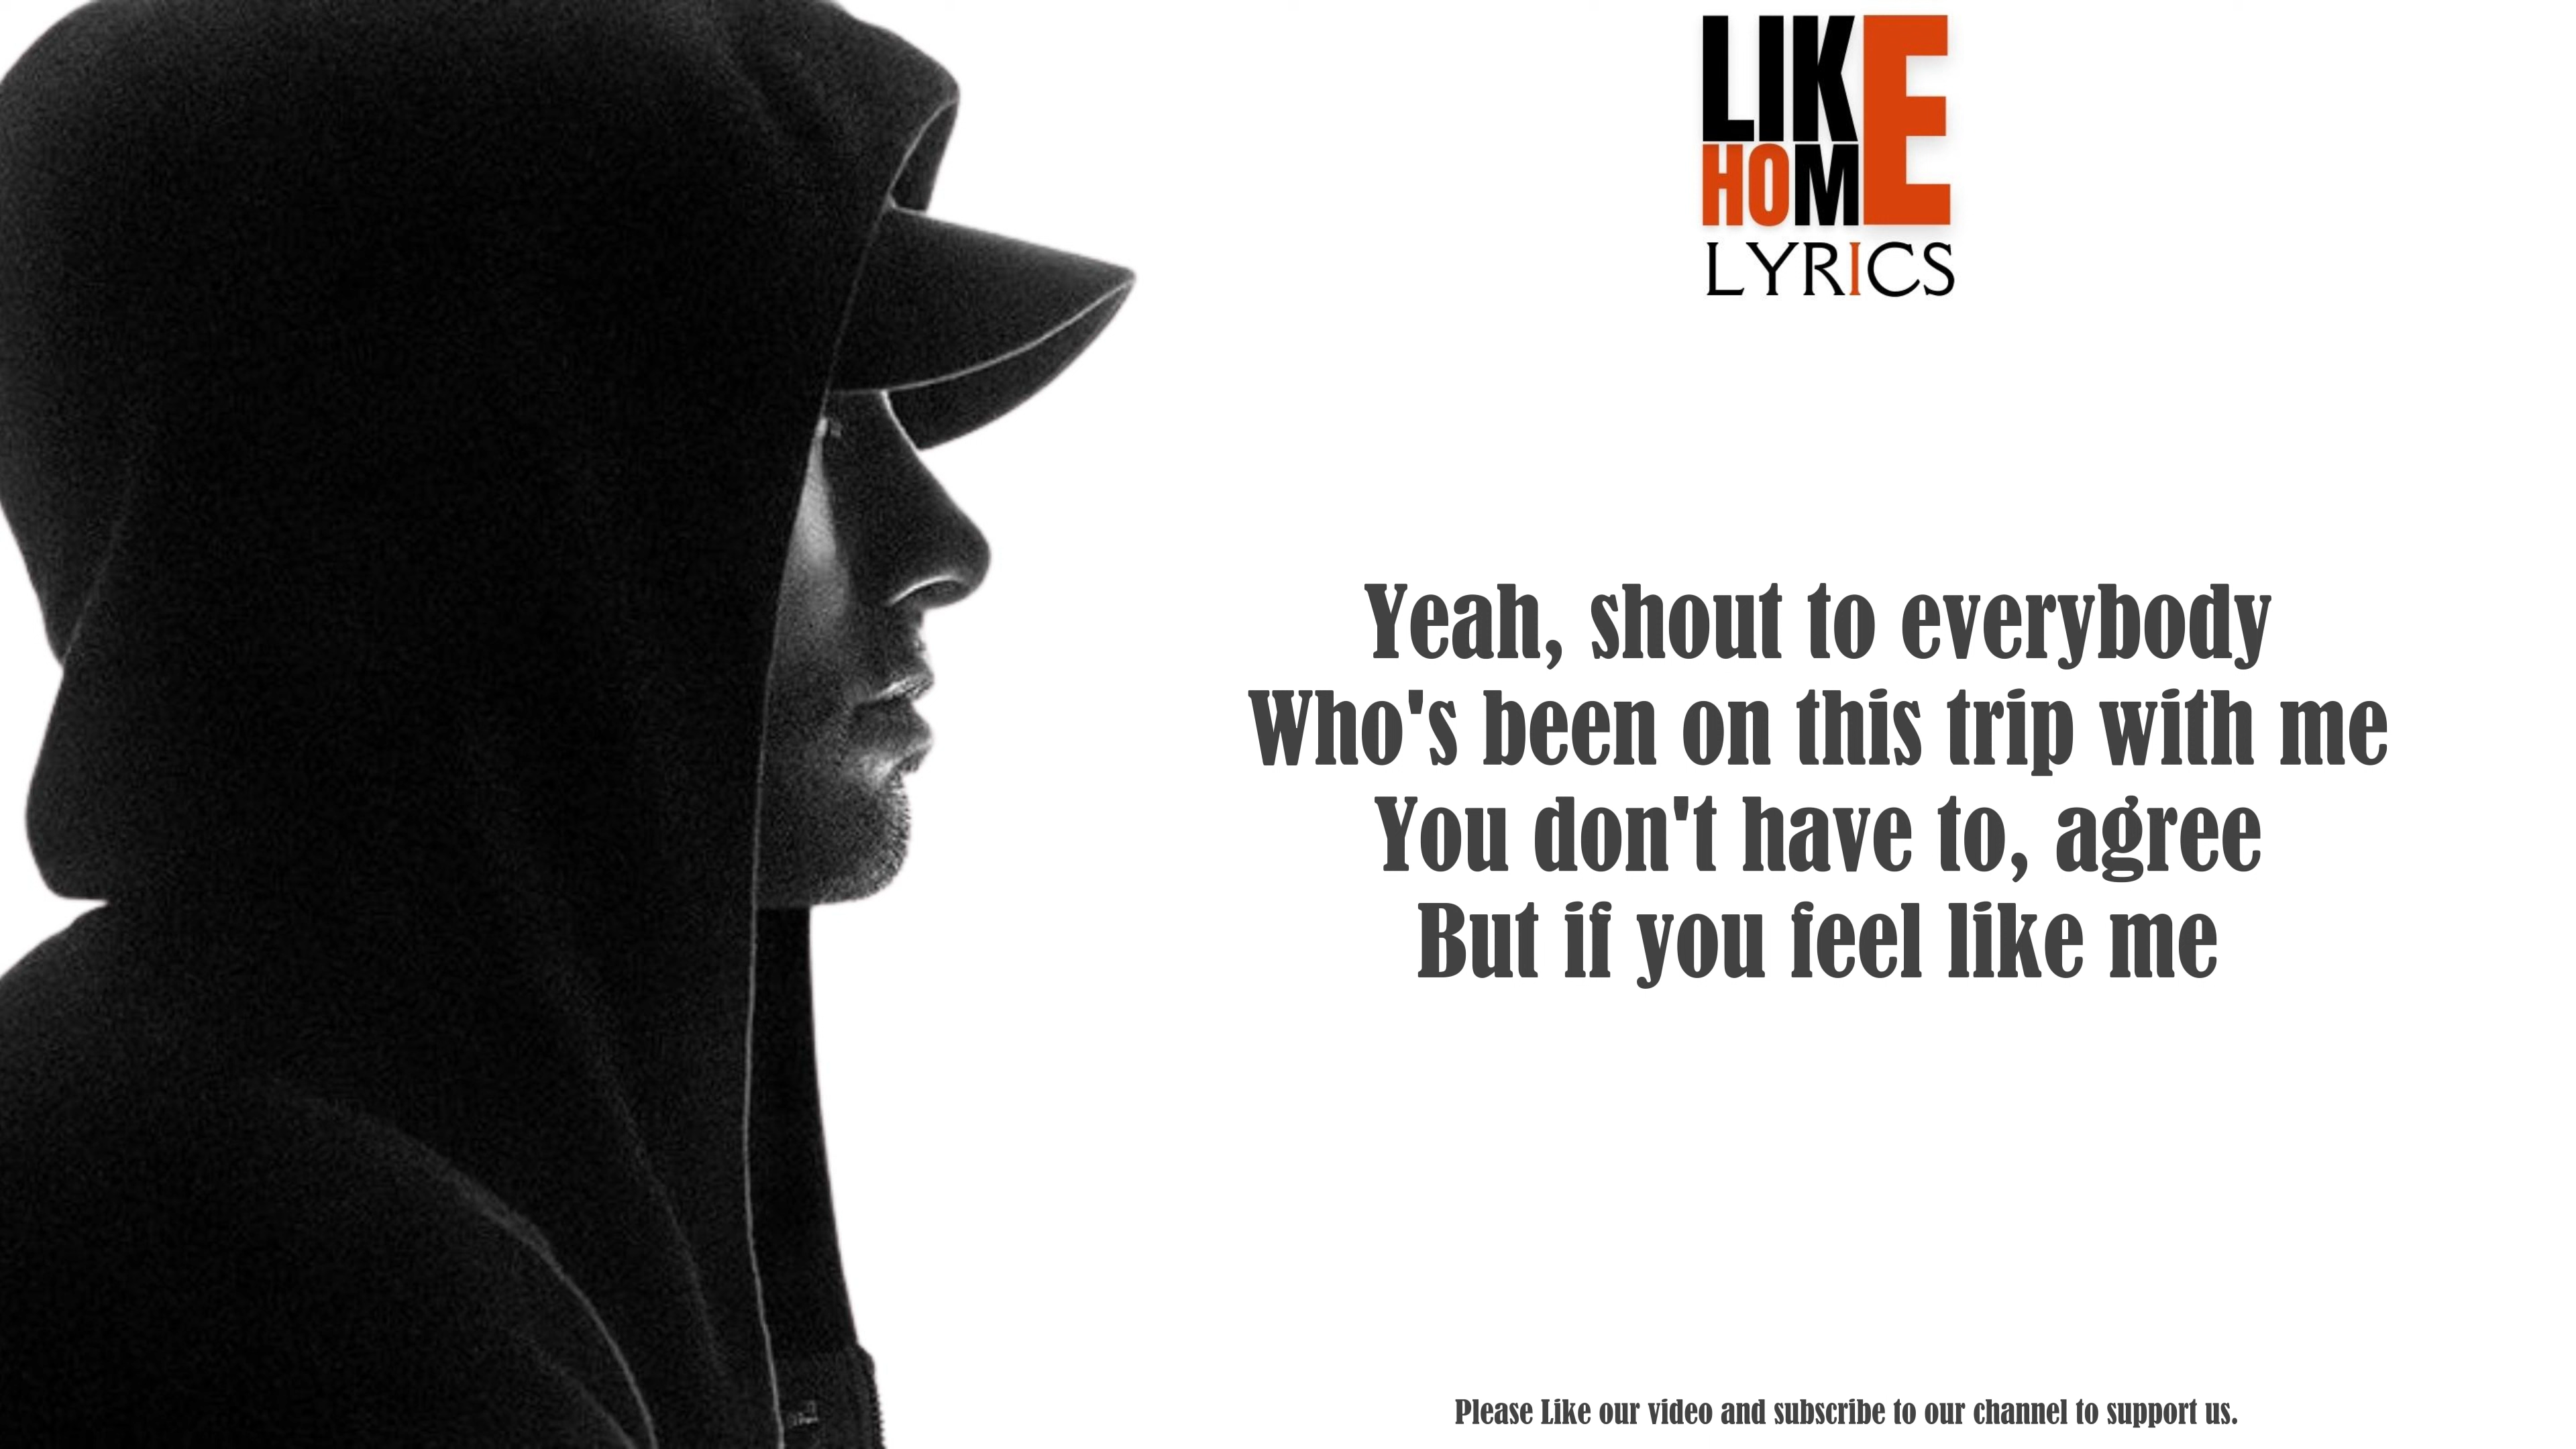 LIKE
HOME
LYRICS
Yeah, shout to everybody
Who's been on this trip with me
You don't have to, agree
But if you feel like me
Please Like our video and subscribe to our channel to support us.